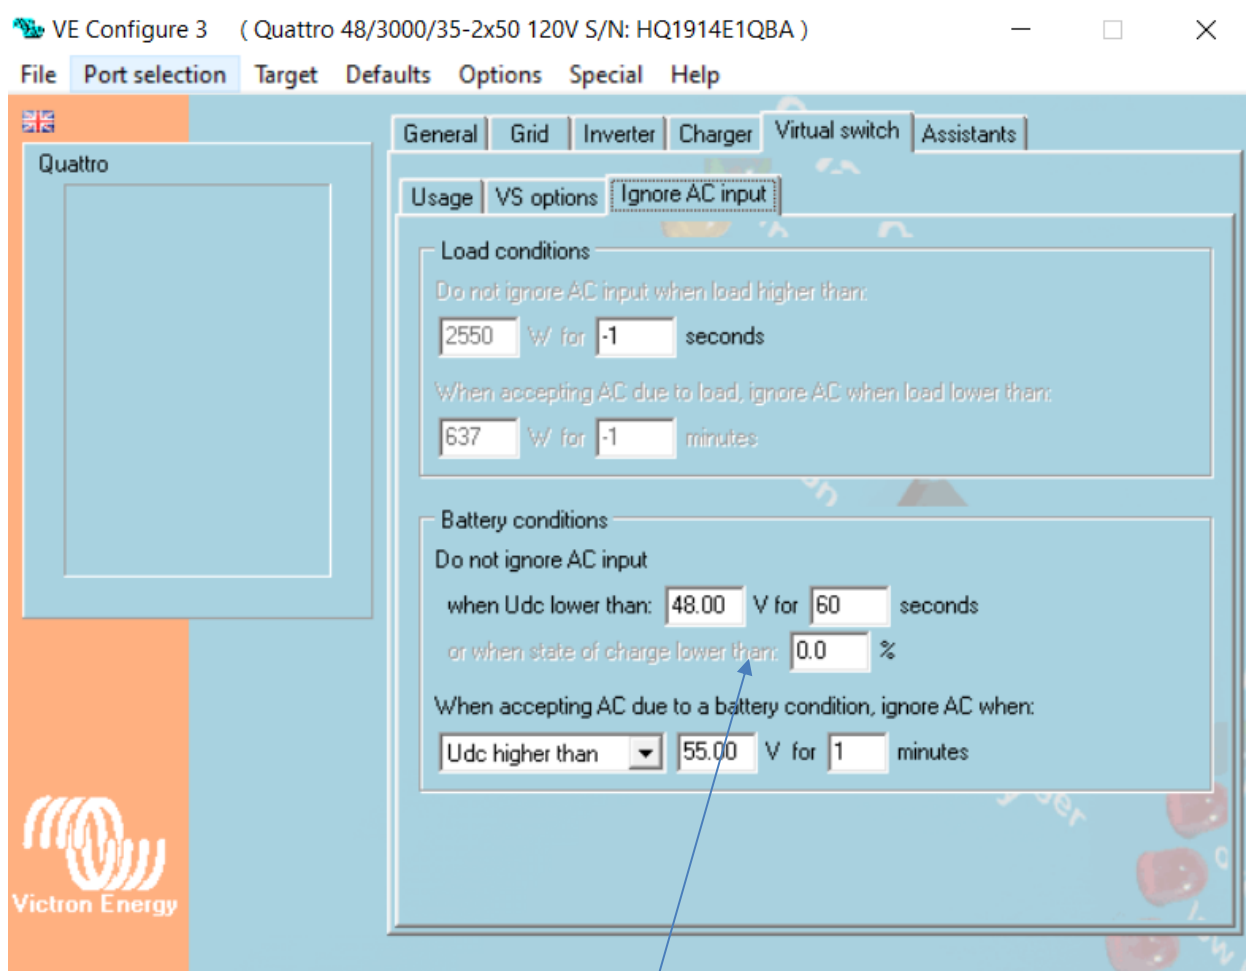 VE Configure 3 ( Quattro 48/3000/35-2x50 120V S/N: HQ1914E1QBA )
File Port selection Target Defaults Options Special Help
General Grid Inverter Charger Virtual switch Assistants
Quattro
Usage VS options Ignore AC input
Load conditions
Do not ignore AC input when load higher than:
2550 W for -1 seconds
When accepting AC due to load, ignore AC when load lower than:
637 W for -1 minutes
Battery conditions
Do not ignore AC input
when Udc lower than: 48.00 V for 60 seconds
or when state of charge lower than: 0.0 %
When accepting AC due to a battery condition, ignore AC when:
Udc higher than 55.00 V for 1 minutes
Victron Energy